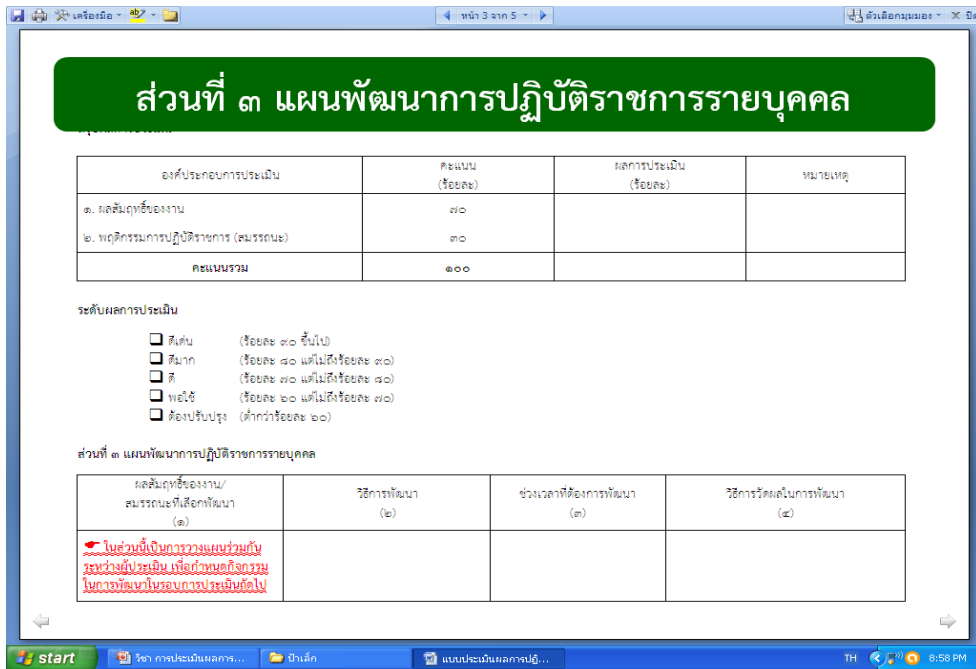 เครื่องมือ
หน้า 3 จาก 5
ตัวเลือกมุมมอง
ส่วนที่ ๓ แผนพัฒนาการปฏิบัติราชการรายบุคคล
องค์ประกอบการประเมิน
คะแนน
(ร้อยละ)
ผลการประเมิน
(ร้อยละ)
หมายเหตุ
๑. ผลสัมฤทธิ์ของงาน
๗๐
๒. พฤติกรรมการปฏิบัติราชการ (สมรรถนะ)
๓๐
คะแนนรวม
๑๐๐
ระดับผลการประเมิน
ดีเด่น (ร้อยละ ๙๐ ขึ้นไป)
ดีมาก (ร้อยละ ๘๐ แต่ไม่ถึงร้อยละ ๙๐)
ดี (ร้อยละ ๗๐ แต่ไม่ถึงร้อยละ ๘๐)
พอใช้ (ร้อยละ ๖๐ แต่ไม่ถึงร้อยละ ๗๐)
ต้องปรับปรุง (ต่ำกว่าร้อยละ ๖๐)
ส่วนที่ ๓ แผนพัฒนาการปฏิบัติราชการรายบุคคล
ผลสัมฤทธิ์ของงาน/
สมรรถนะที่เลือกพัฒนา
(๑)
วิธีการพัฒนา
(๒)
ช่วงเวลาที่ต้องการพัฒนา
(๓)
วิธีการวัดผลในการพัฒนา
(๔)
ในส่วนนี้เป็นการวางแผนร่วมกัน
ระหว่างผู้ประเมิน เพื่อกำหนดกิจกรรม
ในการพัฒนาในรอบการประเมินถัดไป
start
วิชา การประเมินผลการ...
ป้าเล็ก
แบบประเมินผลการปฏิ...
TH
8:58 PM